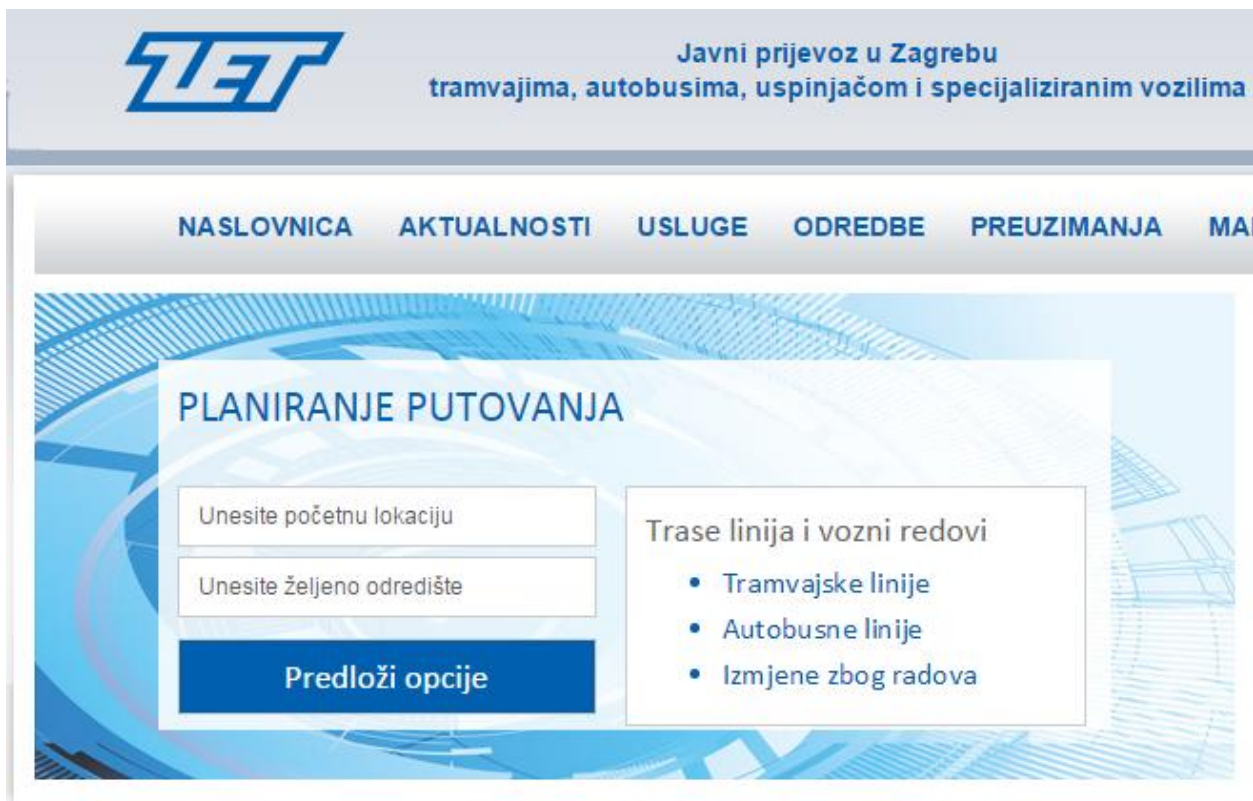 ZET
Javni prijevoz u Zagrebu
tramvajima, autobusima, uspinjačom i specijaliziranim vozilima
NASLOVNICA AKTUALNOSTI USLUGE ODREDBE PREUZIMANJA
PLANIRANJE PUTOVANJA
Unesite početnu lokaciju
Unesite željeno odredište
Predloži opcije
Trase linija i vozni redovi
• Tramvajske linije
• Autobusne linije
• Izmjene zbog radova